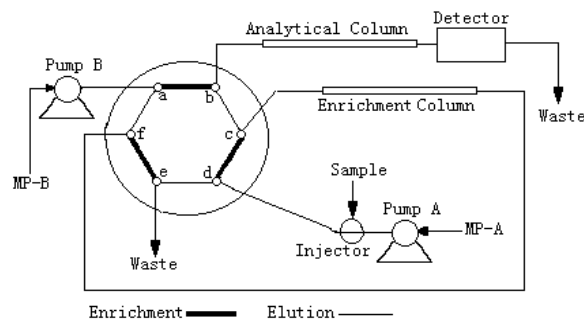 Analytical Column
Detector
Pump B
a
b
Enrichment Column
Waste
f
c
MP-B
e
d
Sample
Pump A
MP-A
Injector
Waste
Enrichment
Elution